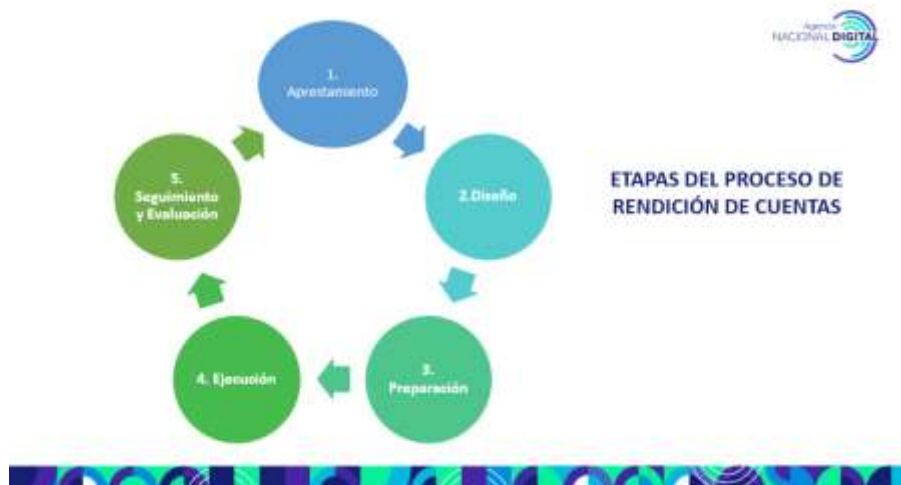 Agencia
NACIONAL DIGITAL
1.
Aprestamiento
5.
Seguimiento
y Evaluación
2.Diseño
ETAPAS DEL PROCESO DE
RENDICIÓN DE CUENTAS
4. Ejecución
3.
Preparación